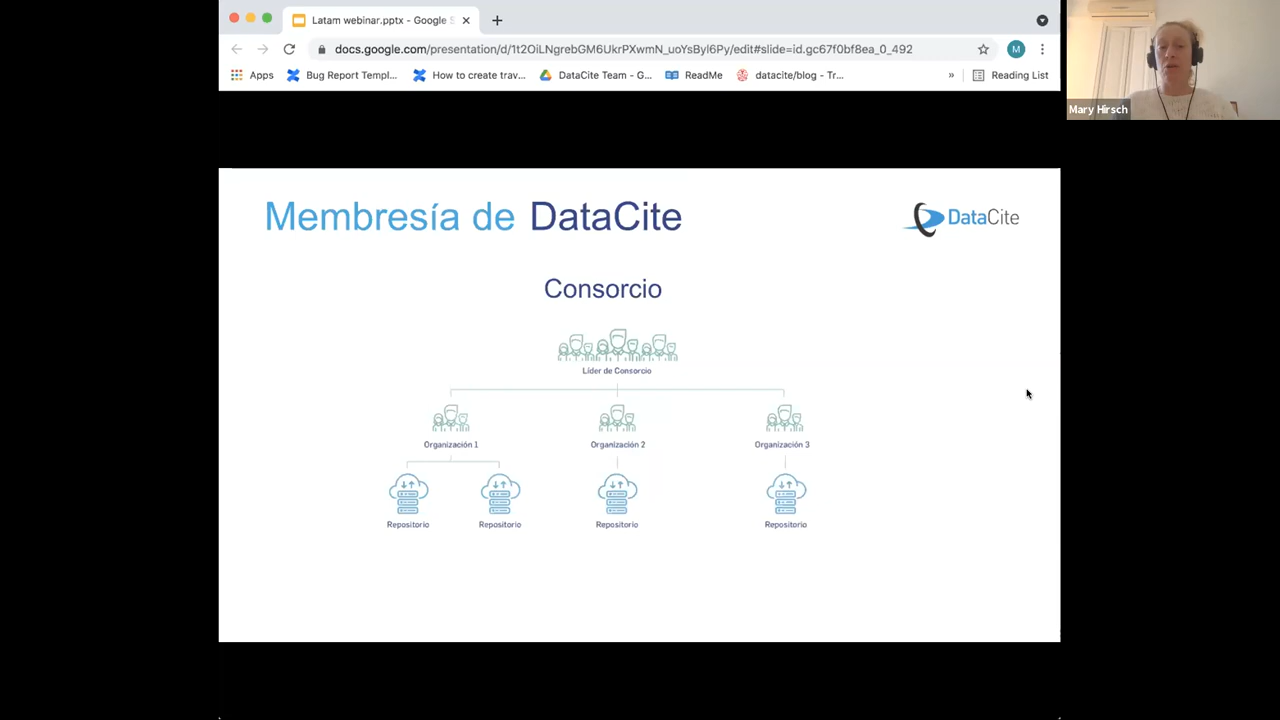 Latam webinar.pptx - Google S
docs.google.com/presentation/d/1t2OiLNgrebGM6UkrPXwmN_uoYsByl6Py/edit#slide=id.gc67f0bf8ea_0_492
M
Apps
Bug Report Templ...
How to create trav...
DataCite Team - G...
ReadMe
datacite/blog - Tr...
»
Reading List
Mary Hirsch
Membresía de DataCite
DataCite
Consorcio
Líder de Consorcio
Organización 1
Organización 2
Organización 3
Repositorio
Repositorio
Repositorio
Repositorio